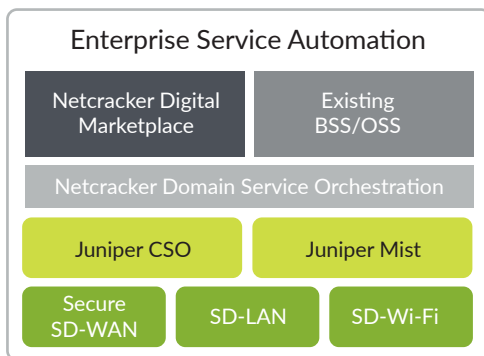 Enterprise Service Automation
Netcracker Digital
Marketplace
Existing
BSS/OSS
Netcracker Domain Service Orchestration
Juniper CSO
Juniper Mist
Secure
SD-WAN
SD-LAN
SD-Wi-Fi